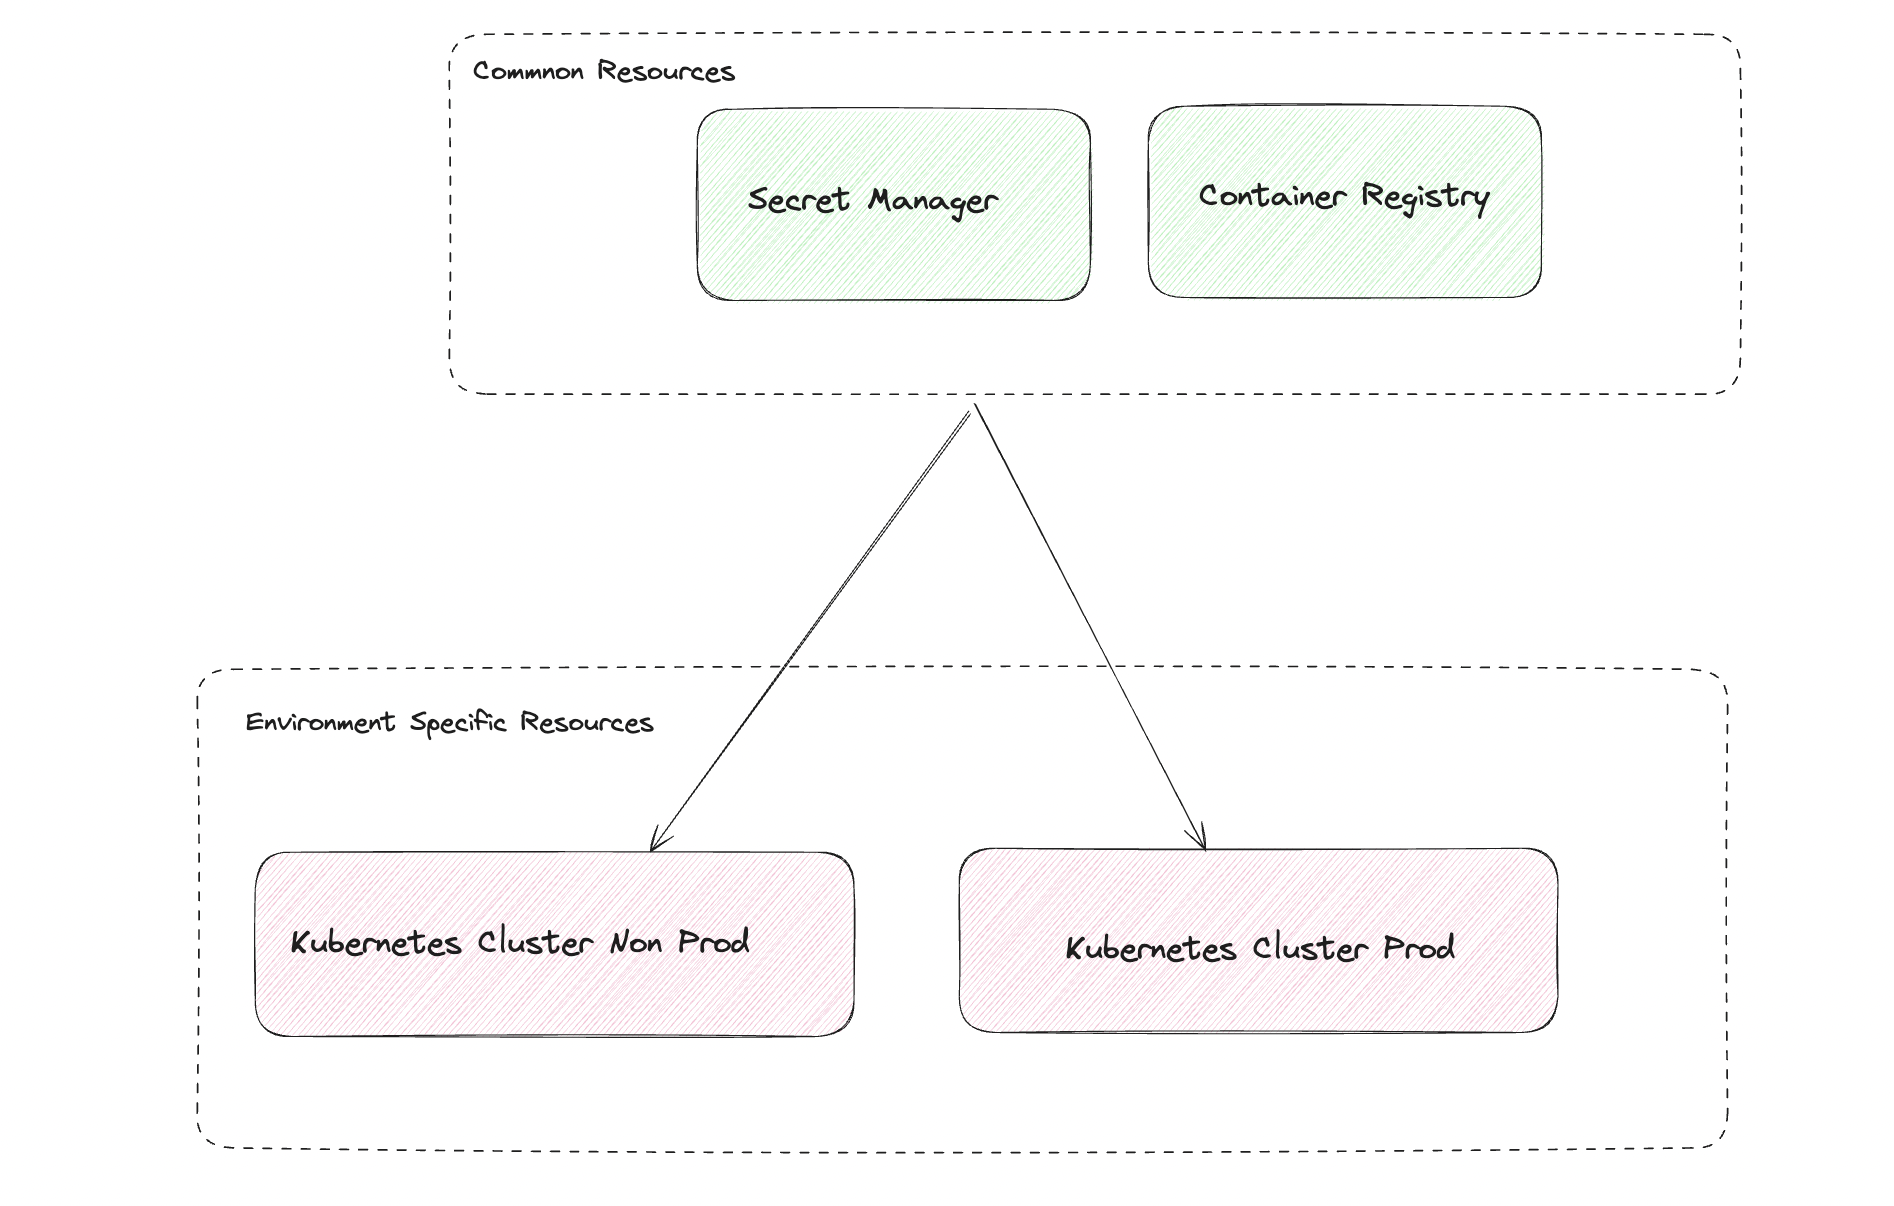 Commnon Resources
Secret Manager
Container Registry
Environment Specific Resources
Kubernetes Cluster Non Prod
Kubernetes Cluster Prod